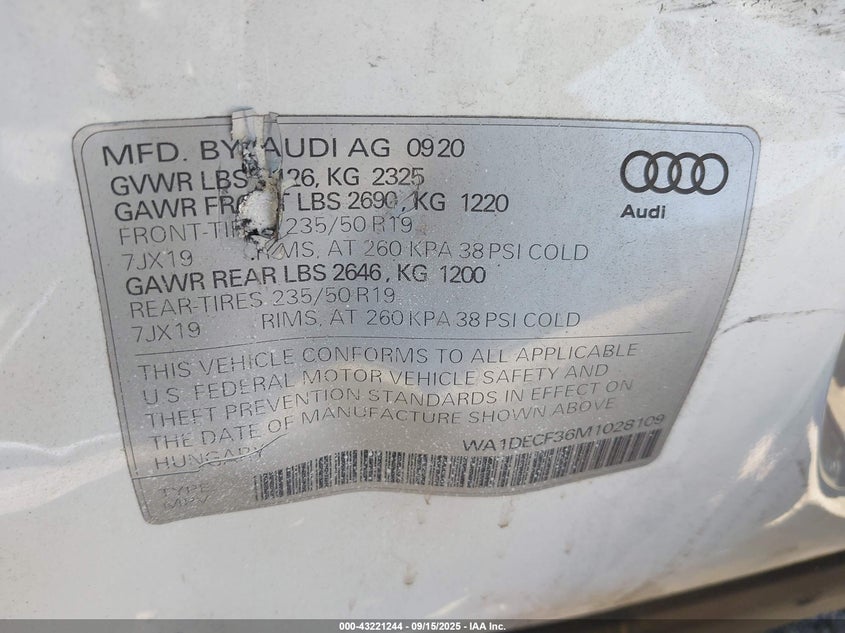 MFD. BY AUDI AG 0920
GVWR LBS 126, KG 2325
GAWR FRONT LBS 2690, KG 1220
FRONT-TIRES 235/50 R19
7JX19 RIMS, AT 260 KPA 38 PSI COLD
GAWR REAR LBS 2646, KG 1200
REAR-TIRES 235/50 R19
7JX19 RIMS, AT 260 KPA 38 PSI COLD
Audi
THIS VEHICLE CONFORMS TO ALL APPLICABLE
U.S. FEDERAL MOTOR VEHICLE SAFETY AND
THEFT PREVENTION STANDARDS IN EFFECT ON
THE DATE OF MANUFACTURE SHOWN ABOVE
HUNGARY
WA1DECF36M1028109
TYPE:
MPV
000-43221244 - 09/15/2025 - IAA Inc.